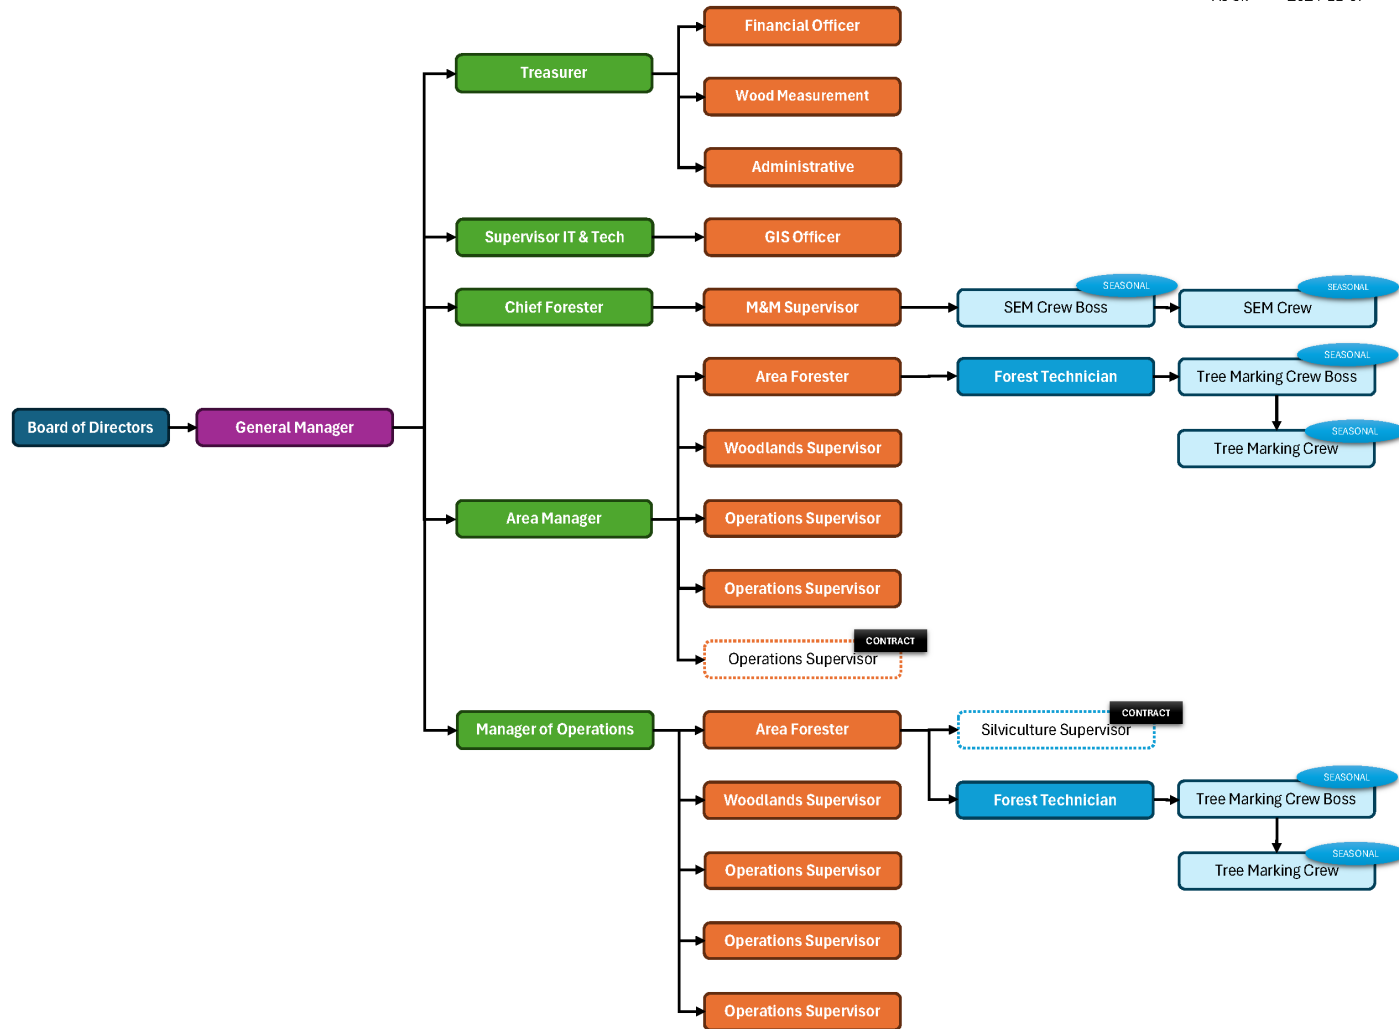 Financial Officer
Treasurer
Wood Measurement
Administrative
Supervisor IT & Tech
GIS Officer
SEASONAL
SEASONAL
Chief Forester
M&M Supervisor
SEM Crew Boss
SEM Crew
SEASONAL
Area Forester
Forest Technician
Tree Marking Crew Boss
Board of Directors
General Manager
SEASONAL
Woodlands Supervisor
Tree Marking Crew
Area Manager
Operations Supervisor
Operations Supervisor
CONTRACT
Operations Supervisor
CONTRACT
Manager of Operations
Area Forester
Silviculture Supervisor
SEASONAL
Woodlands Supervisor
Forest Technician
Tree Marking Crew Boss
SEASONAL
Operations Supervisor
Tree Marking Crew
Operations Supervisor
Operations Supervisor